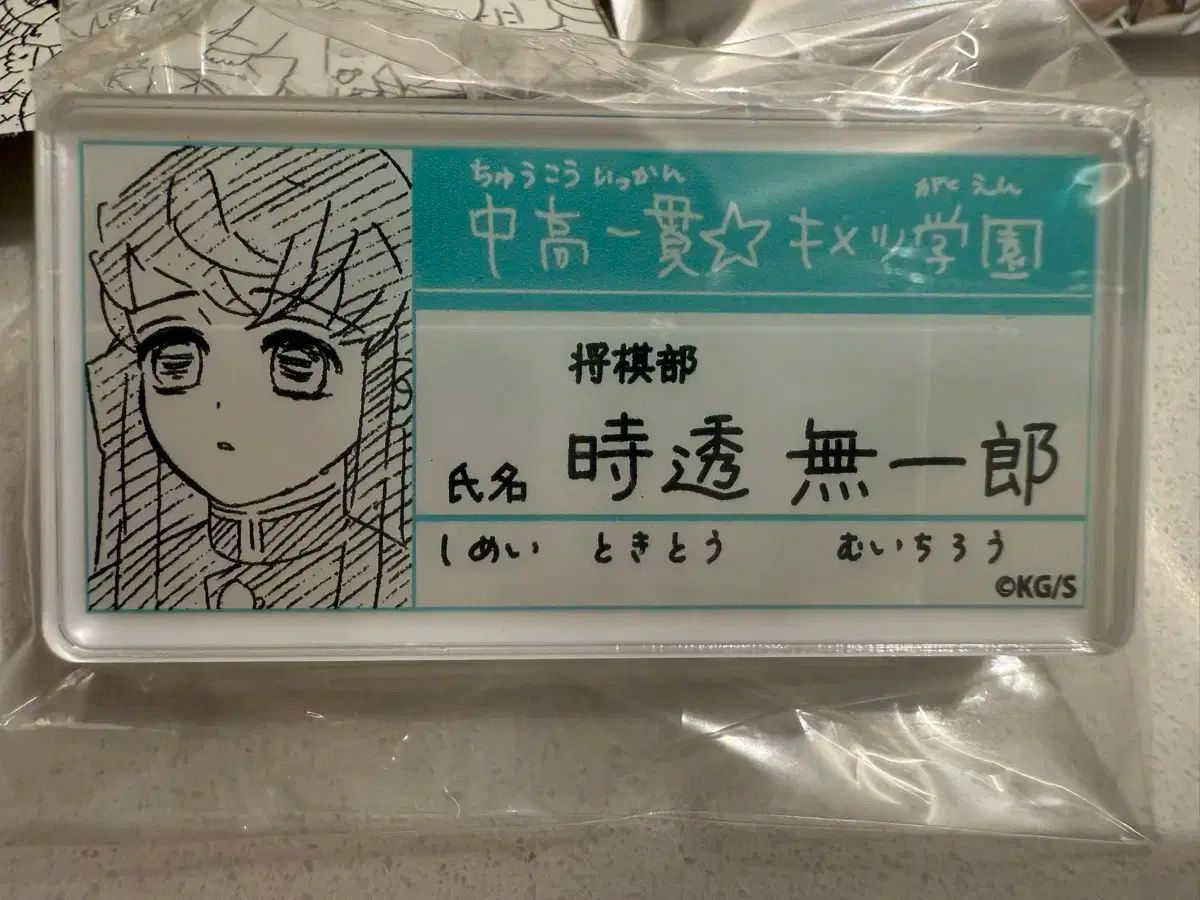 ちゅうこういっかん がくえん
中高一貫☆キメツ学園
将棋部
氏名 時透 無一郎
しめい ときとう むいちろう
©KG/S